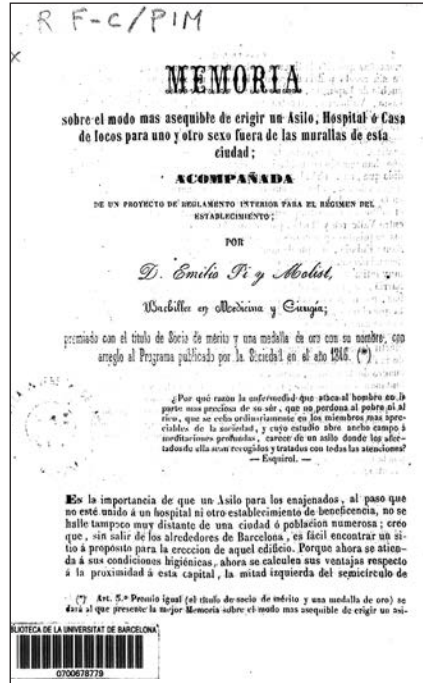 R F-C/PIM
MEMORIA
sobre el modo mas asequible de erigir un Asilo, Hospital ó Casa
de locos para uno y otro sexo fuera de las murallas de esta
ciudad;
ACOMPAÑADA
DE UN PROYECTO DE REGLAMENTO INTERIOR PARA EL RÉGIMEN DEL
ESTABLECIMIENTO;
POR
D. Emilio Pi y Molist,
Bachiller en Medicina y Cirugía;
premiado con el título de Socio de mérito y una medalla de oro con su nombre, con
arreglo al Programa publicado por la Sociedad en el año 1846. (*)
¿Por qué razon la enfermedad que ataca al hombre en la
parte mas preciosa de su sér, que no perdona al pobre ni al
rico, que se ceba ordinariamente en los miembros mas apre-
ciables de la sociedad, y cuyo estudio abre ancho campo á
meditaciones profundas, carece de un asilo donde los afec-
tados de ella sean recogidos y tratados con todas las atenciones?
— Esquirol. —
EN la importancia de que un Asilo para los enajenados, al paso que
no esté unido á un hospital ni otro establecimiento de beneficencia, no se
halle tampoco muy distante de una ciudad ó poblacion numerosa; creo
que, sin salir de los alrededores de Barcelona, es fácil encontrar un si-
tio á propósito para la ereccion de aquel edificio. Porque ahora se atien-
da á sus condiciones higiénicas, ahora se calculen sus ventajas respecto
á la proximidad á esta capital, la mitad izquierda del semicírculo de
(*) Art. 5.º Premio igual (el título de socio de mérito y una medalla de oro) se
dará al que presente la mejor Memoria sobre el modo mas asequible de erigir un asi-
BIBLIOTECA DE LA UNIVERSITAT DE BARCELONA
0700678779